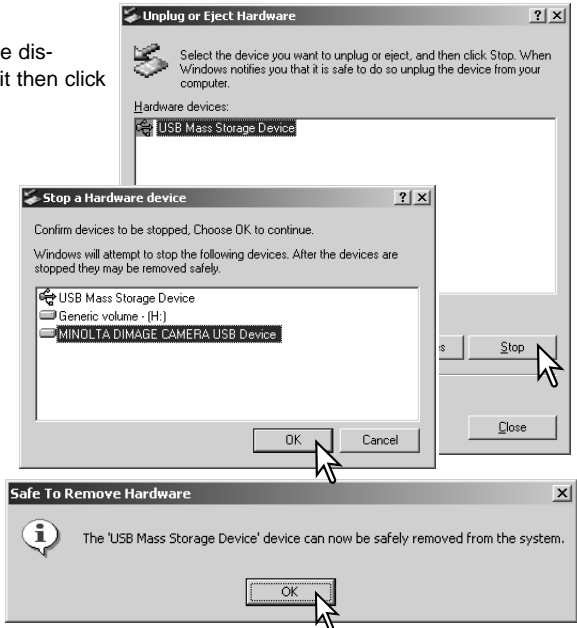 e dis-
it then click
Unplug or Eject Hardware
Select the device you want to unplug or eject, and then click Stop. When
Windows notifies you that it is safe to do so unplug the device from your
computer.
Hardware devices:
USB Mass Storage Device
Stop
Close
Stop a Hardware device
Confirm devices to be stopped, Choose OK to continue.
Windows will attempt to stop the following devices. After the devices are
stopped they may be removed safely.
USB Mass Storage Device
Generic volume - (H:)
MINOLTA DIMAGE CAMERA USB Device
OK Cancel
Safe To Remove Hardware
The 'USB Mass Storage Device' device can now be safely removed from the system.
OK